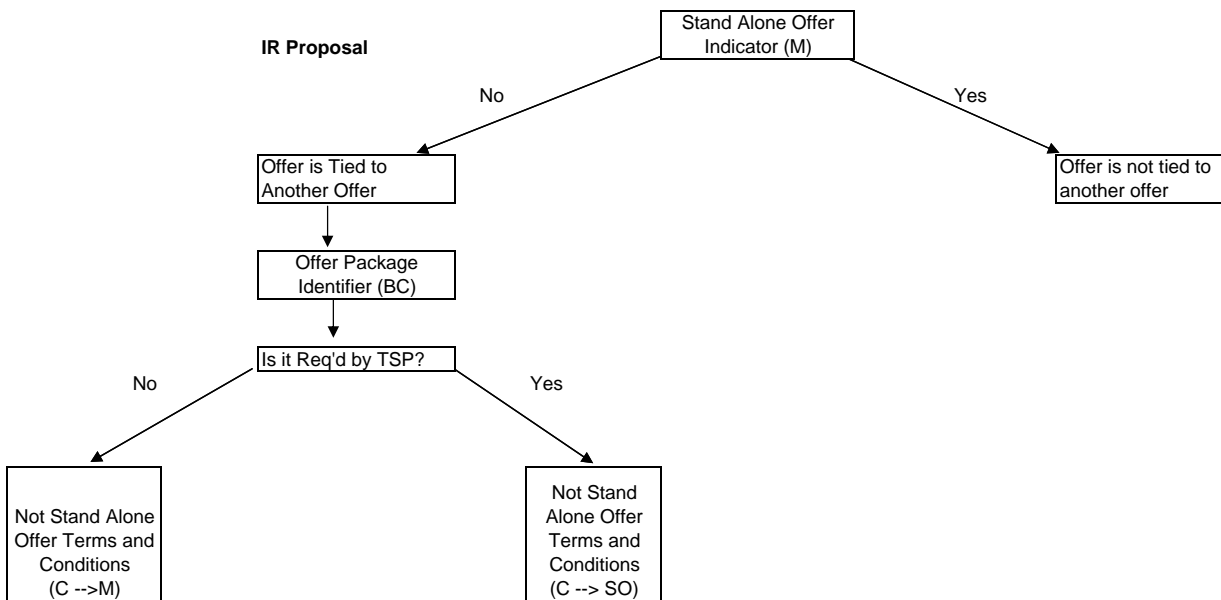 Stand Alone Offer
Indicator (M)
IR Proposal
No
Yes
Offer is Tied to
Another Offer
Offer is not tied to
another offer
Offer Package
Identifier (BC)
Is it Req'd by TSP?
No
Yes
Not Stand Alone
Offer Terms and
Conditions
(C -->M)
Not Stand
Alone Offer
Terms and
Conditions
(C --> SO)